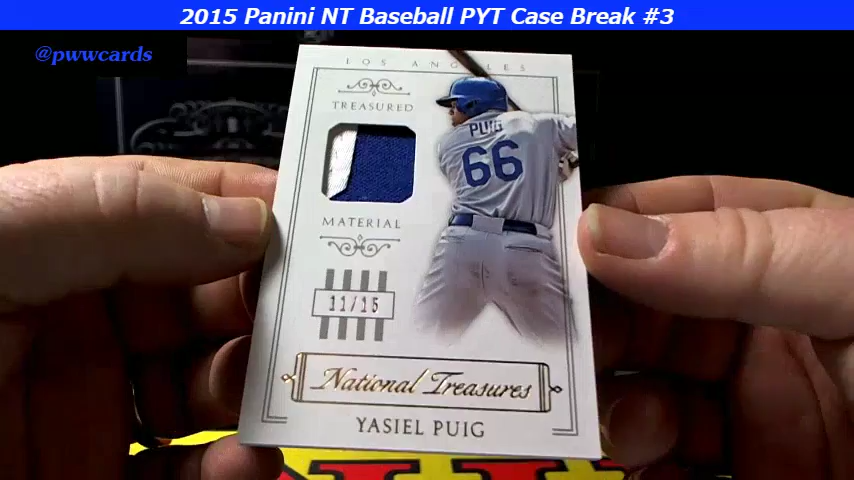 2015 Panini NT Baseball PYT Case Break #3
@pwwcards
LOS ANGELES
TREASURED
PUIG
66
MATERIAL
11/15
National Treasures
YASIEL PUIG